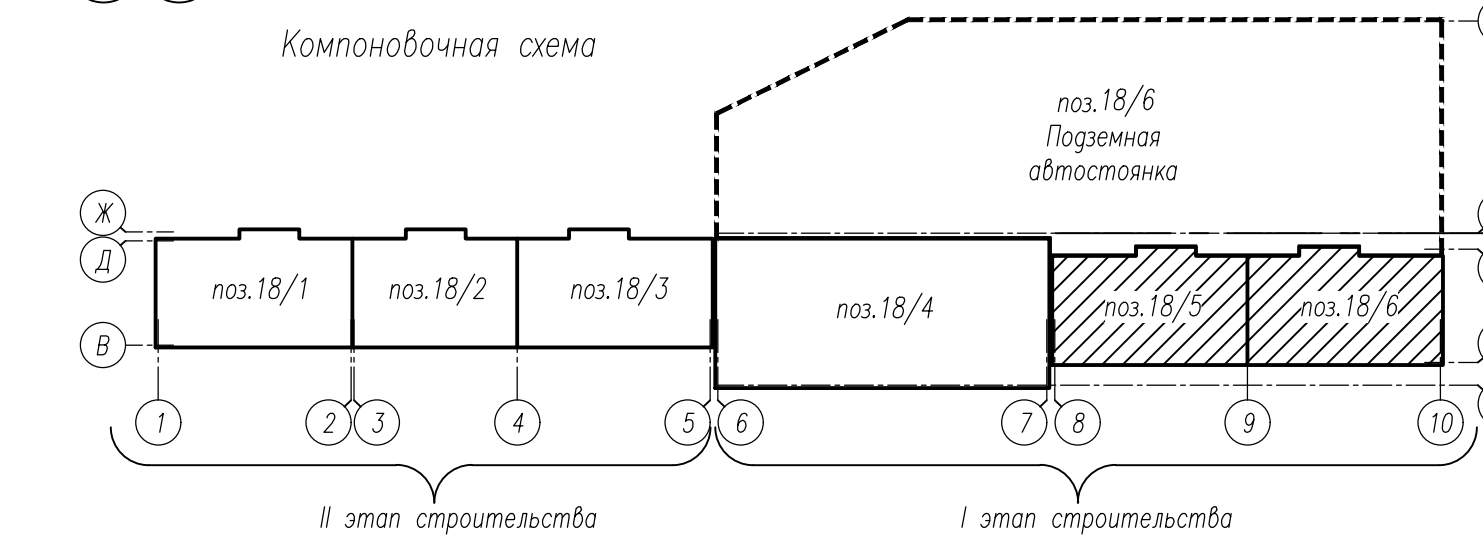 Компоновочная схема
поз.18/6
Подземная
автостоянка
Ж
Д
поз.18/1
поз.18/2
поз.18/3
поз.18/4
поз.18/5
поз.18/6
В
1
2
3
4
5
6
7
8
9
10
II этап строительства
I этап строительства